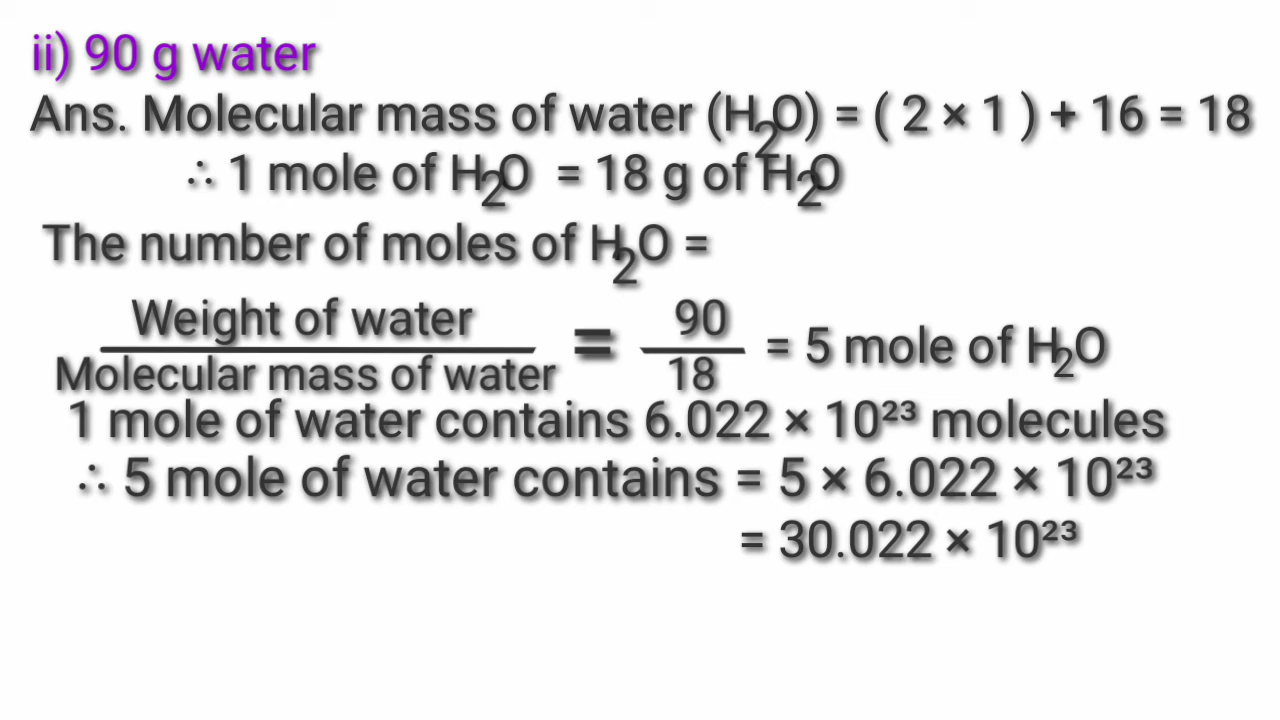 ii) 90 g water
Ans. Molecular mass of water (H₂O) = ( 2 × 1 ) + 16 = 18
∴ 1 mole of H₂O = 18 g of H₂O
The number of moles of H₂O =
Weight of water / Molecular mass of water = 90 / 18 = 5 mole of H₂O
1 mole of water contains 6.022 × 10²³ molecules
∴ 5 mole of water contains = 5 × 6.022 × 10²³
= 30.022 × 10²³